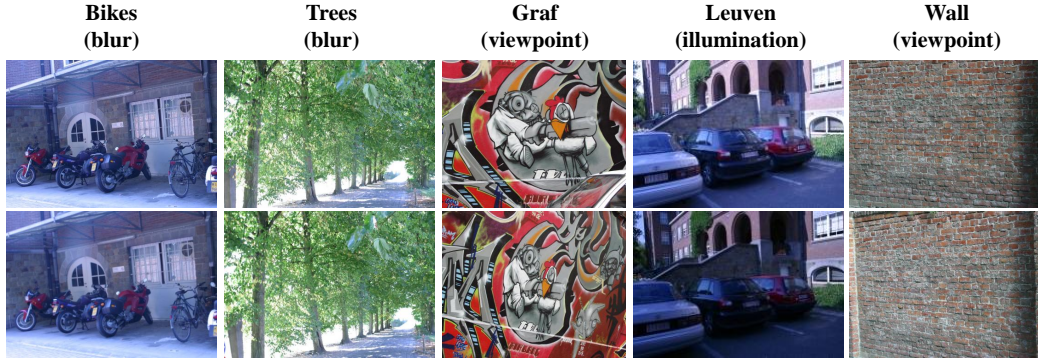 Bikes
(blur)
Trees
(blur)
Graf
(viewpoint)
Leuven
(illumination)
Wall
(viewpoint)